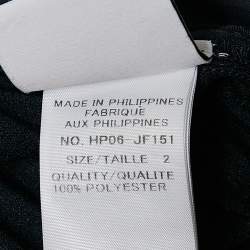 MADE IN PHILIPPINES
FABRIQUE
AUX PHILIPPINES
NO. HP06-JF151
SIZE/TAILLE 2
QUALITY/QUALITE
100% POLYESTER